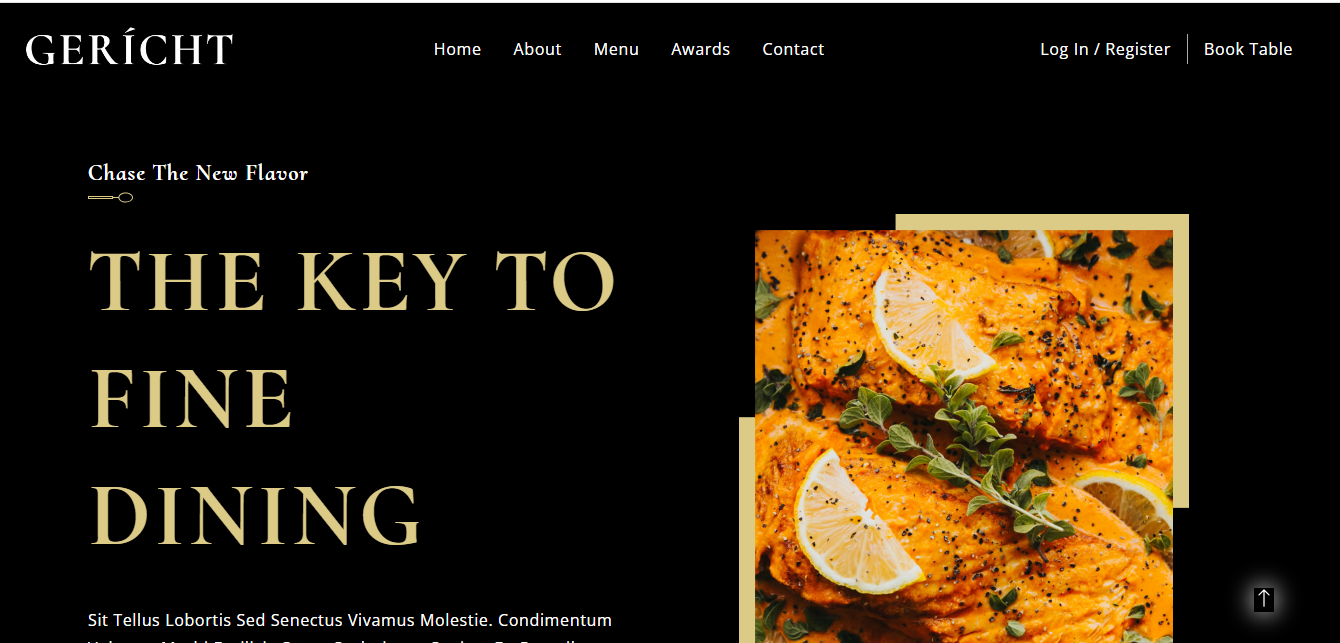 GERÍCHT
Home About Menu Awards Contact
Log In / Register Book Table
Chase The New Flavor
THE KEY TO
FINE
DINING
Sit Tellus Lobortis Sed Senectus Vivamus Molestie. Condimentum